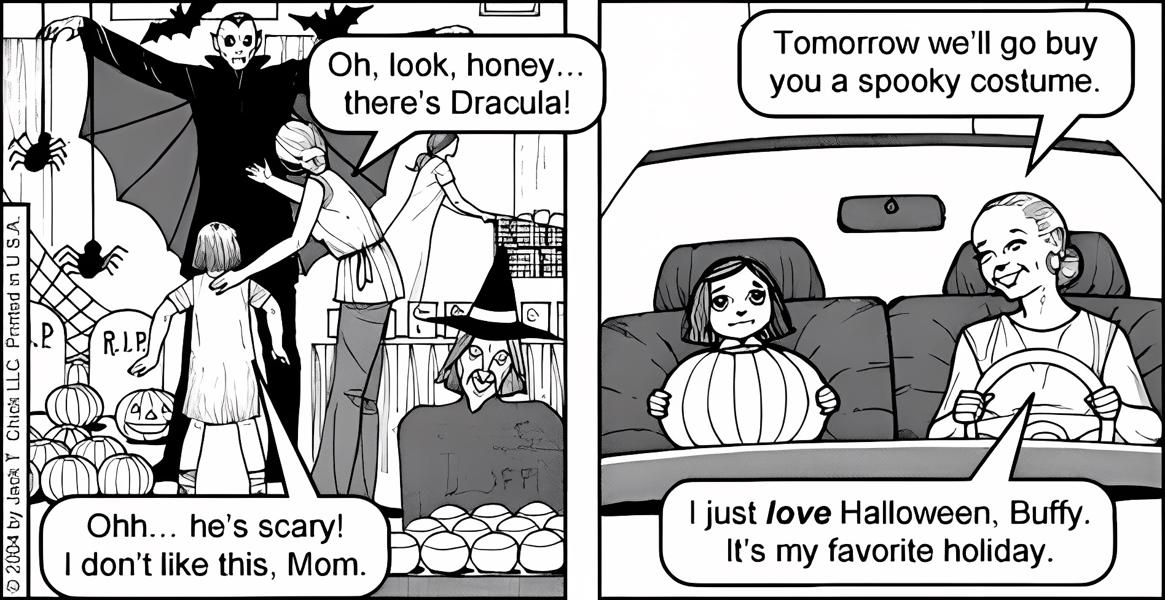 Oh, look, honey...
there's Dracula!
R.I.P.
.P.
Ohh... he's scary!
I don't like this, Mom.
© 2004 by Jack T Chick LLC Printed in U S.A.
Tomorrow we'll go buy
you a spooky costume.
I just love Halloween, Buffy.
It's my favorite holiday.